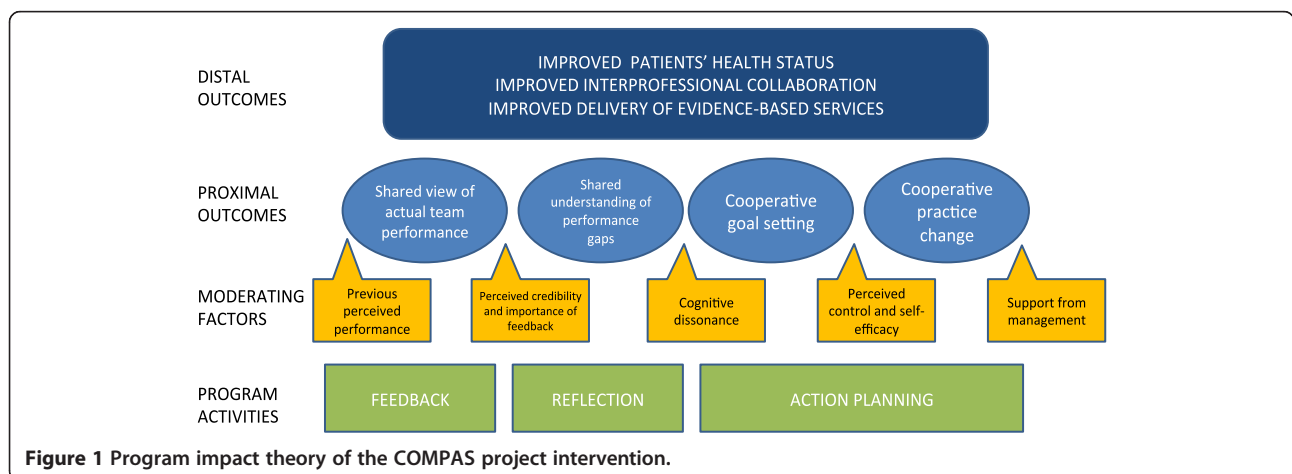 DISTAL
OUTCOMES
IMPROVED PATIENTS’ HEALTH STATUS
IMPROVED INTERPROFESSIONAL COLLABORATION
IMPROVED DELIVERY OF EVIDENCE-BASED SERVICES
PROXIMAL
OUTCOMES
Shared view of
actual team
performance
Shared
understanding of
performance
gaps
Cooperative
goal setting
Cooperative
practice
change
MODERATING
FACTORS
Previous
perceived
performance
Perceived credibility
and importance of
feedback
Cognitive
dissonance
Perceived
control and self-
efficacy
Support from
management
PROGRAM
ACTIVITIES
FEEDBACK
REFLECTION
ACTION PLANNING
Figure 1 Program impact theory of the COMPAS project intervention.